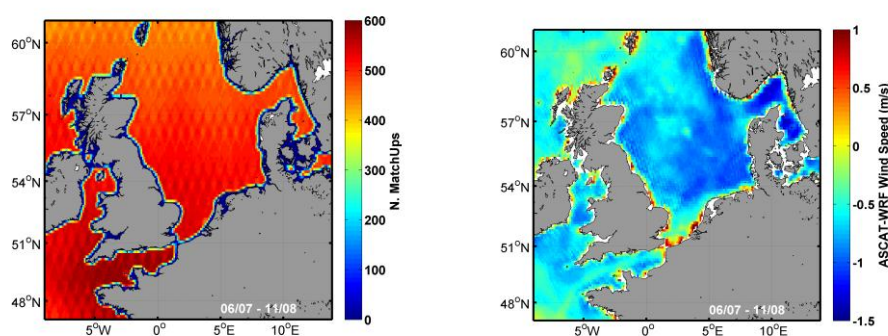 60°N
57°N
54°N
51°N
48°N
5°W
0°
5°E
10°E
06/07 - 11/08
600
500
400
300
200
100
0
N. MatchUps
60°N
57°N
54°N
51°N
48°N
5°W
0°
5°E
10°E
06/07 - 11/08
1
0.5
0
-0.5
-1
-1.5
ASCAT-WRF Wind Speed (m/s)